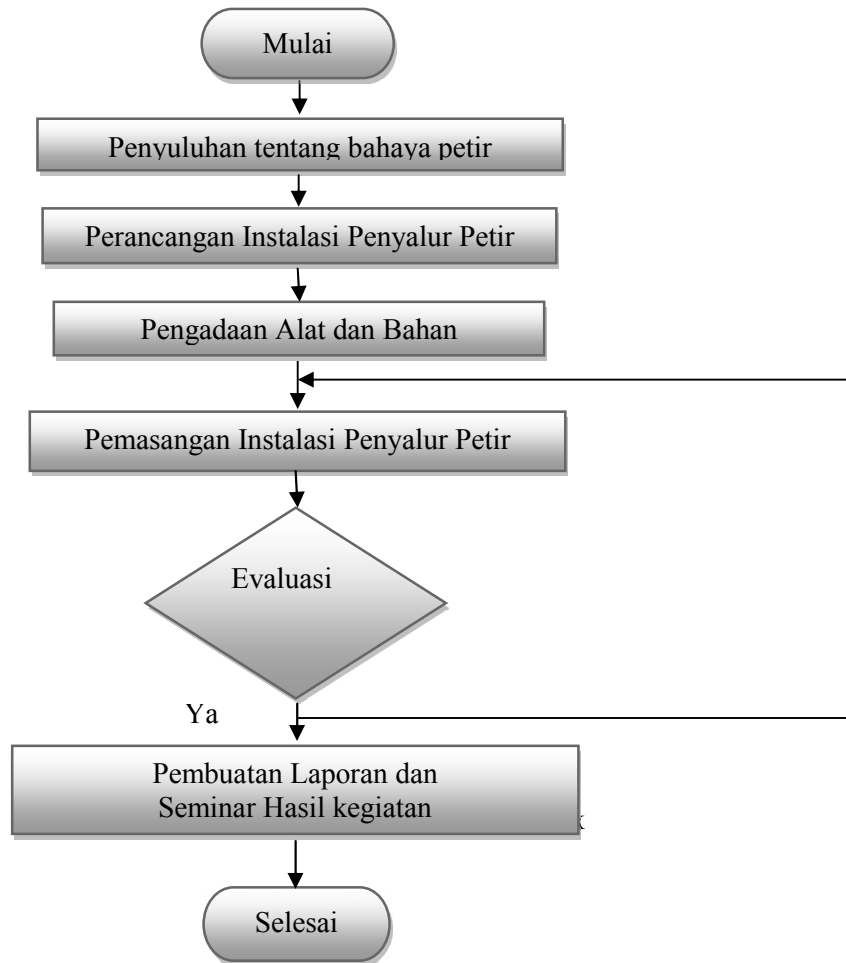 Mulai
Penyuluhan tentang bahaya petir
Perancangan Instalasi Penyalur Petir
Pengadaan Alat dan Bahan
Pemasangan Instalasi Penyalur Petir
Evaluasi
Ya
Pembuatan Laporan dan
Seminar Hasil kegiatan
Selesai